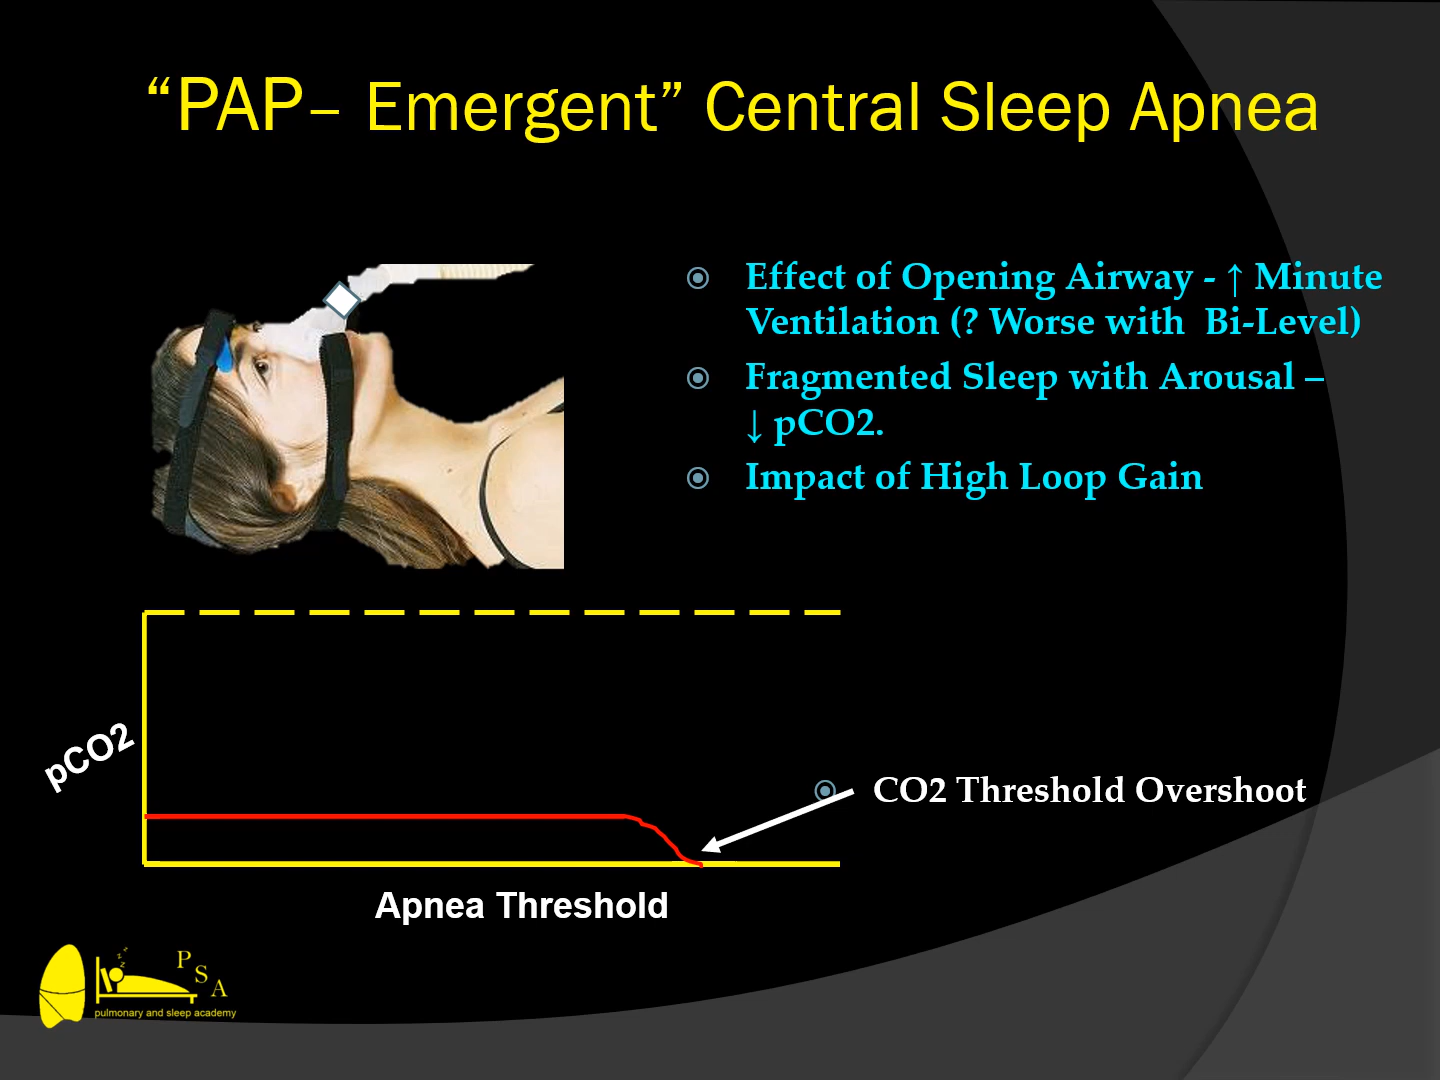 “PAP– Emergent” Central Sleep Apnea
Effect of Opening Airway - ↑ Minute
Ventilation (? Worse with Bi-Level)
Fragmented Sleep with Arousal –
↓ pCO2.
Impact of High Loop Gain
pCO2
CO2 Threshold Overshoot
Apnea Threshold
z z z
P S A
pulmonary and sleep academy